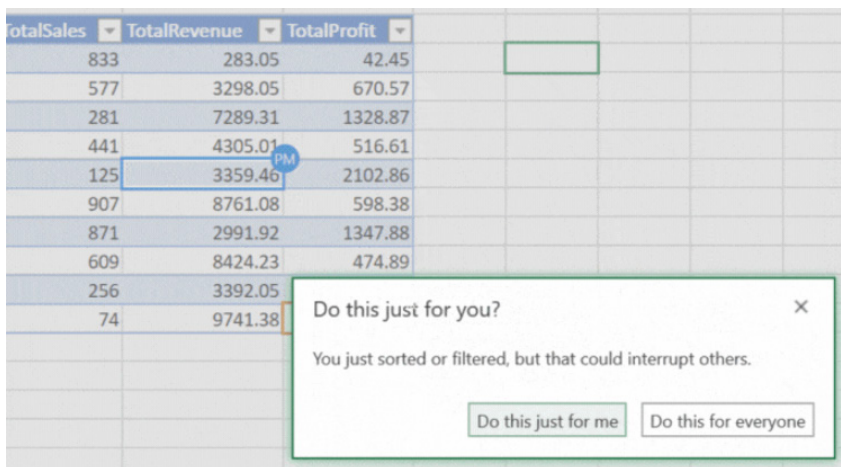 TotalSales TotalRevenue TotalProfit
833 283.05 42.45
577 3298.05 670.57
281 7289.31 1328.87
441 4305.01 516.61
PM
125 3359.46 2102.86
907 8761.08 598.38
871 2991.92 1347.88
609 8424.23 474.89
256 3392.05
74 9741.38
Do this just for you?
You just sorted or filtered, but that could interrupt others.
Do this just for me Do this for everyone